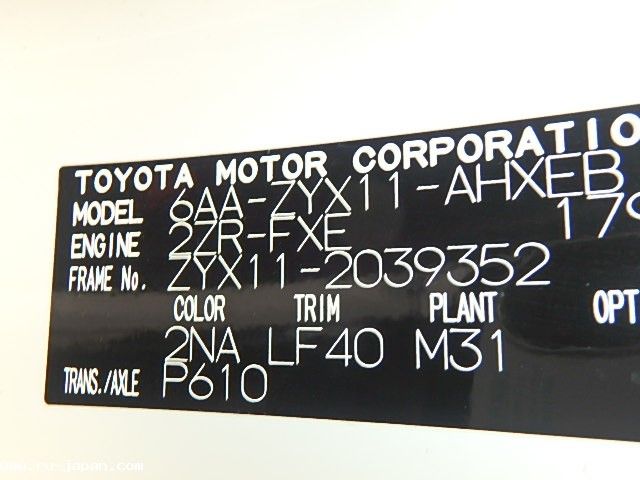 TOYOTA MOTOR CORPORATIO
MODEL 6AA-ZYX11-AHXEB
ENGINE 2ZR-FXE 179
FRAME No. ZYX11-2039352
COLOR TRIM PLANT OPT
2NA LF40 M31
TRANS./AXLE P610